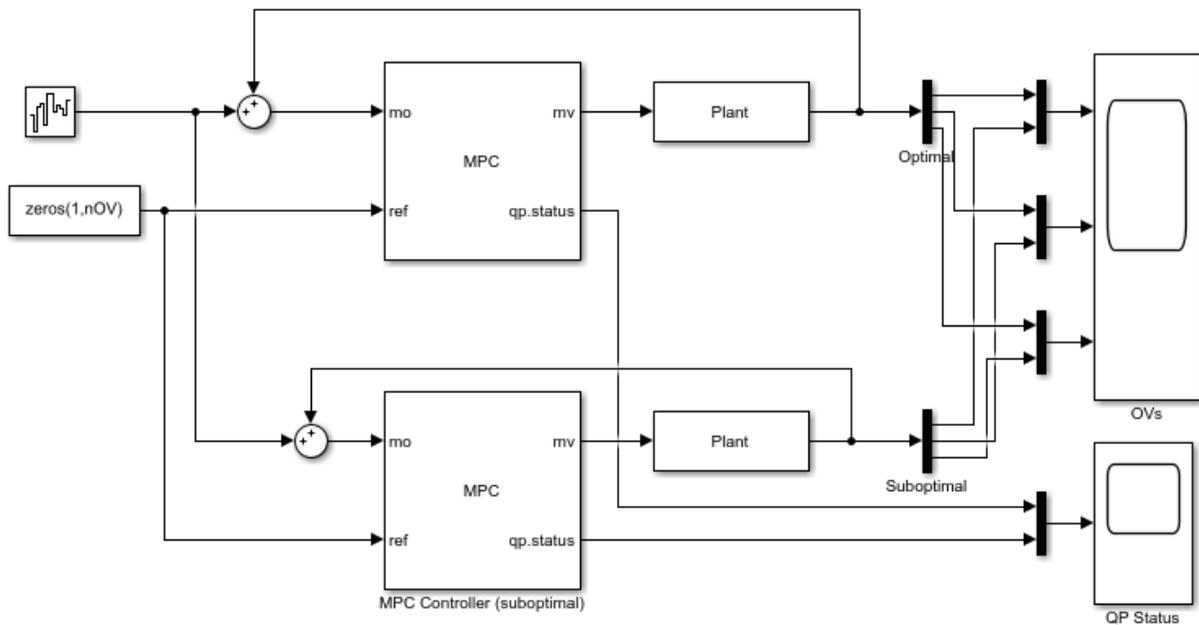 mo
mv
Plant
MPC
Optimal
zeros(1,nOV)
ref
qp.status
OVs
mo
mv
Plant
MPC
Suboptimal
ref
qp.status
MPC Controller (suboptimal)
QP Status